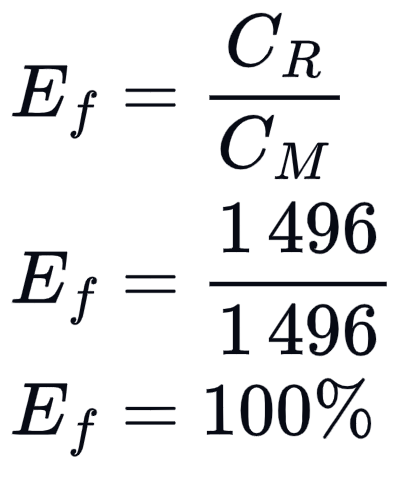 E_f = C_R / C_M
E_f = 1 496 / 1 496
E_f = 100%